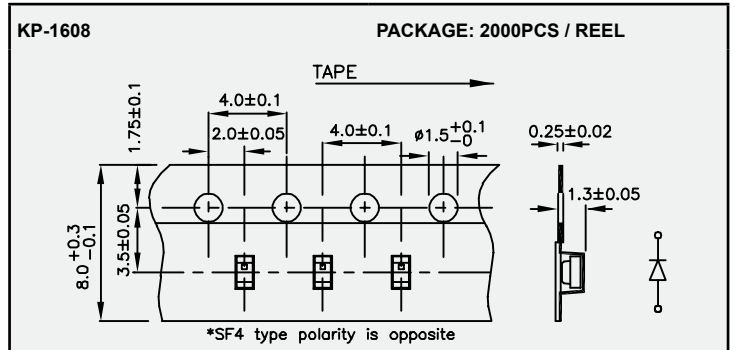 KP-1608 PACKAGE: 2000PCS / REEL
TAPE
1.75±0.1
4.0±0.1
2.0±0.05
4.0±0.1
ø1.5 +0.1 -0
0.25±0.02
1.3±0.05
8.0 +0.3 -0.1
3.5±0.05
*SF4 type polarity is opposite